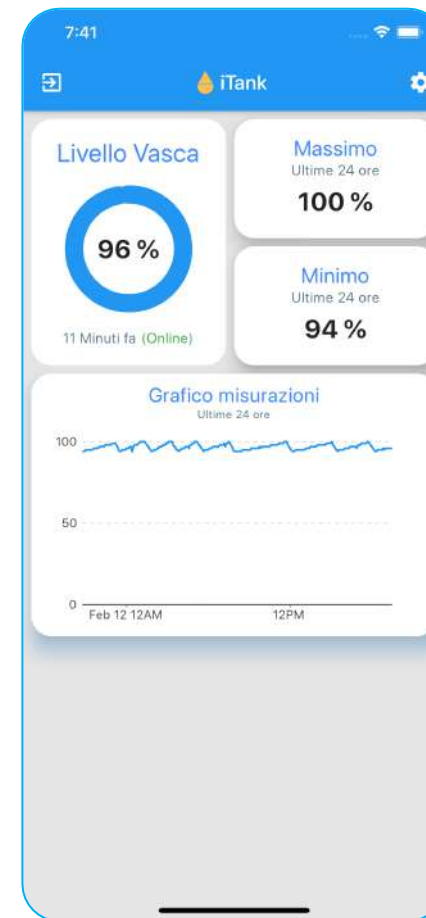 7:41
iTank
Livello Vasca
96 %
11 Minuti fa (Online)
Massimo
Ultime 24 ore
100 %
Minimo
Ultime 24 ore
94 %
Grafico misurazioni
Ultime 24 ore
100
50
0
Feb 12 12AM
12PM